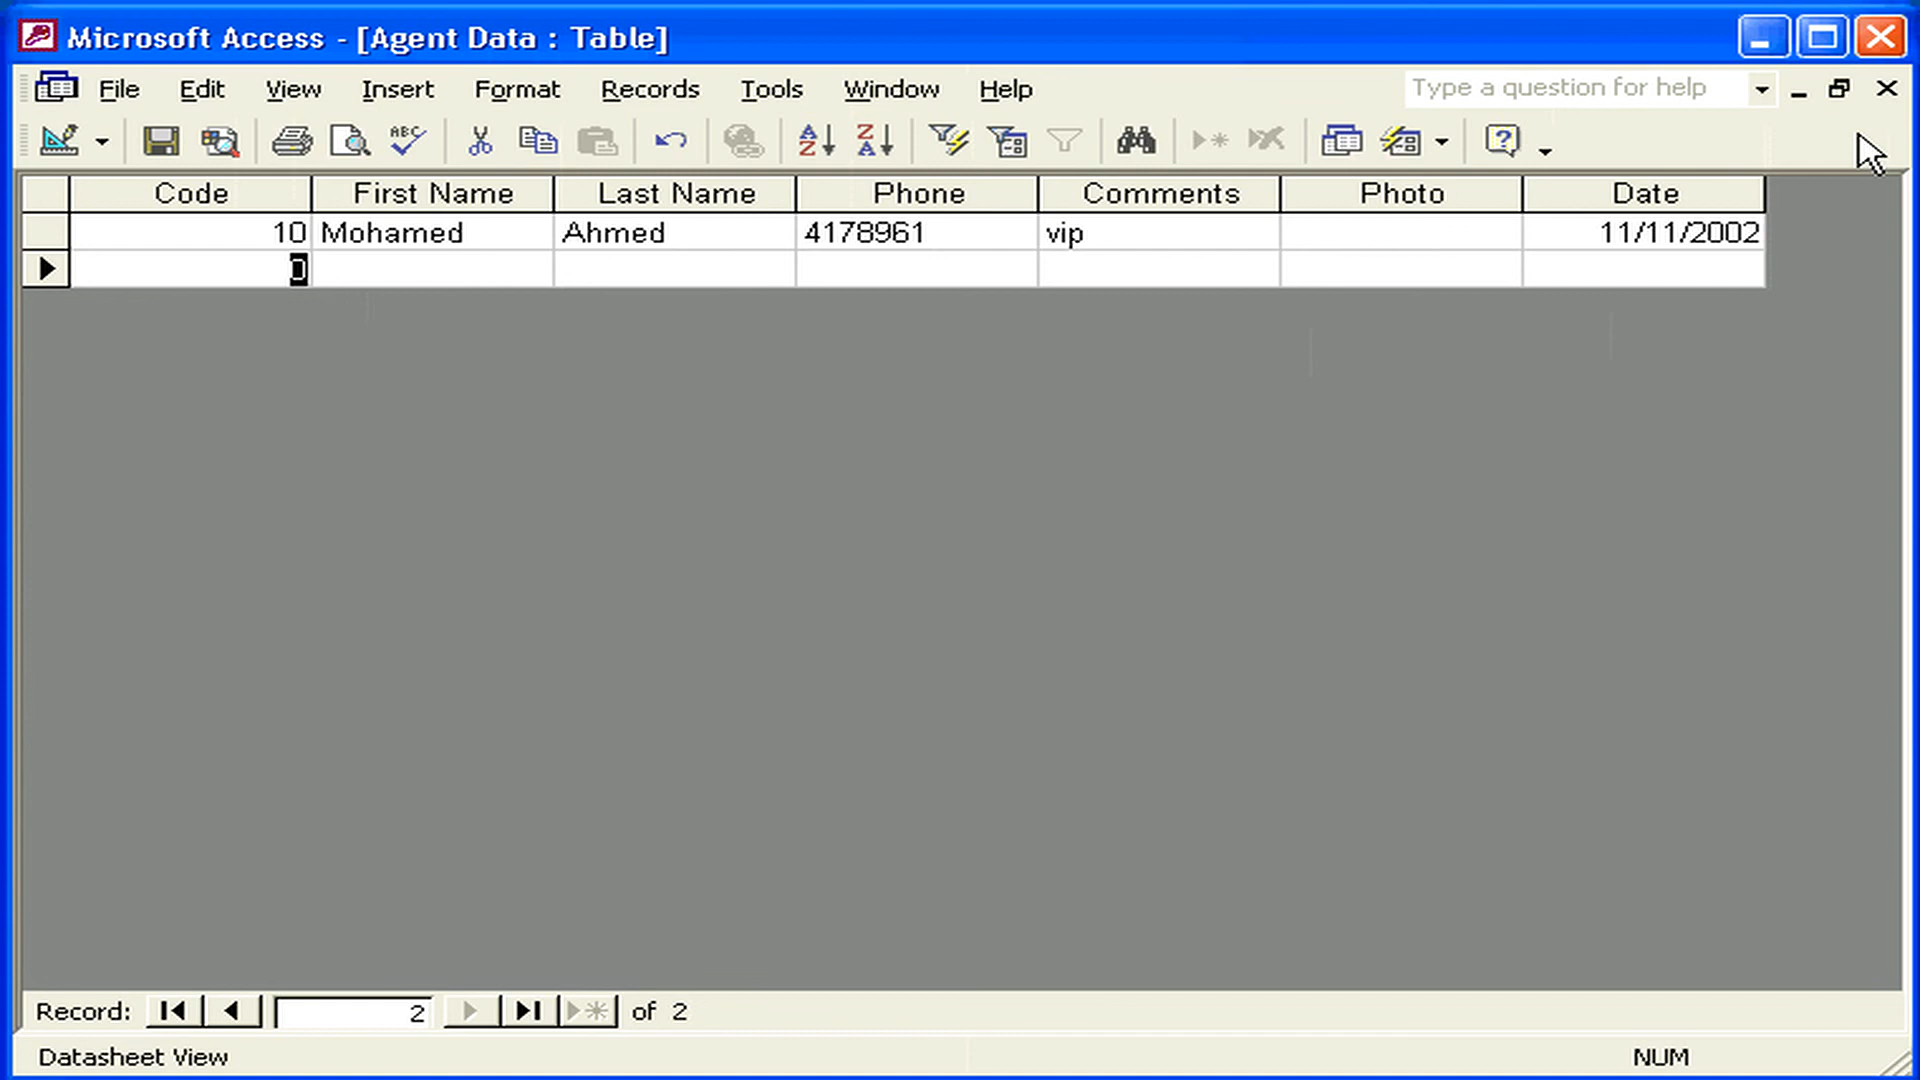 Microsoft Access - [Agent Data : Table]
File Edit View Insert Format Records Tools Window Help Type a question for help
Code First Name Last Name Phone Comments Photo Date
10 Mohamed Ahmed 4178961 vip 11/11/2002
0
Record: 2 of 2
Datasheet View NUM